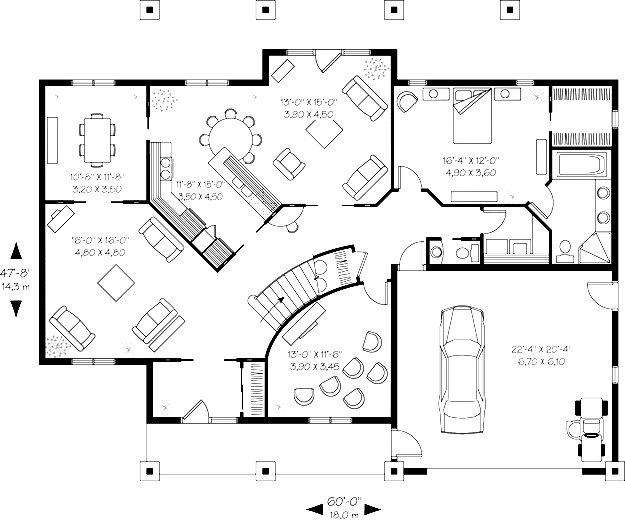 13'-0" X 15'-0"
3,90 X 4,50
16'-4" X 12'-0"
4,90 X 3,60
10'-8" X 11'-8"
3,20 X 3,50
11'-8" X 15'-0"
3,50 X 4,50
16'-0" X 16'-0"
4,80 X 4,80
47'-8"
14,3 m
13'-0" X 11'-6"
3,90 X 3,45
22'-4" X 20'-4"
6,70 X 6,10
60'-0"
18,0 m